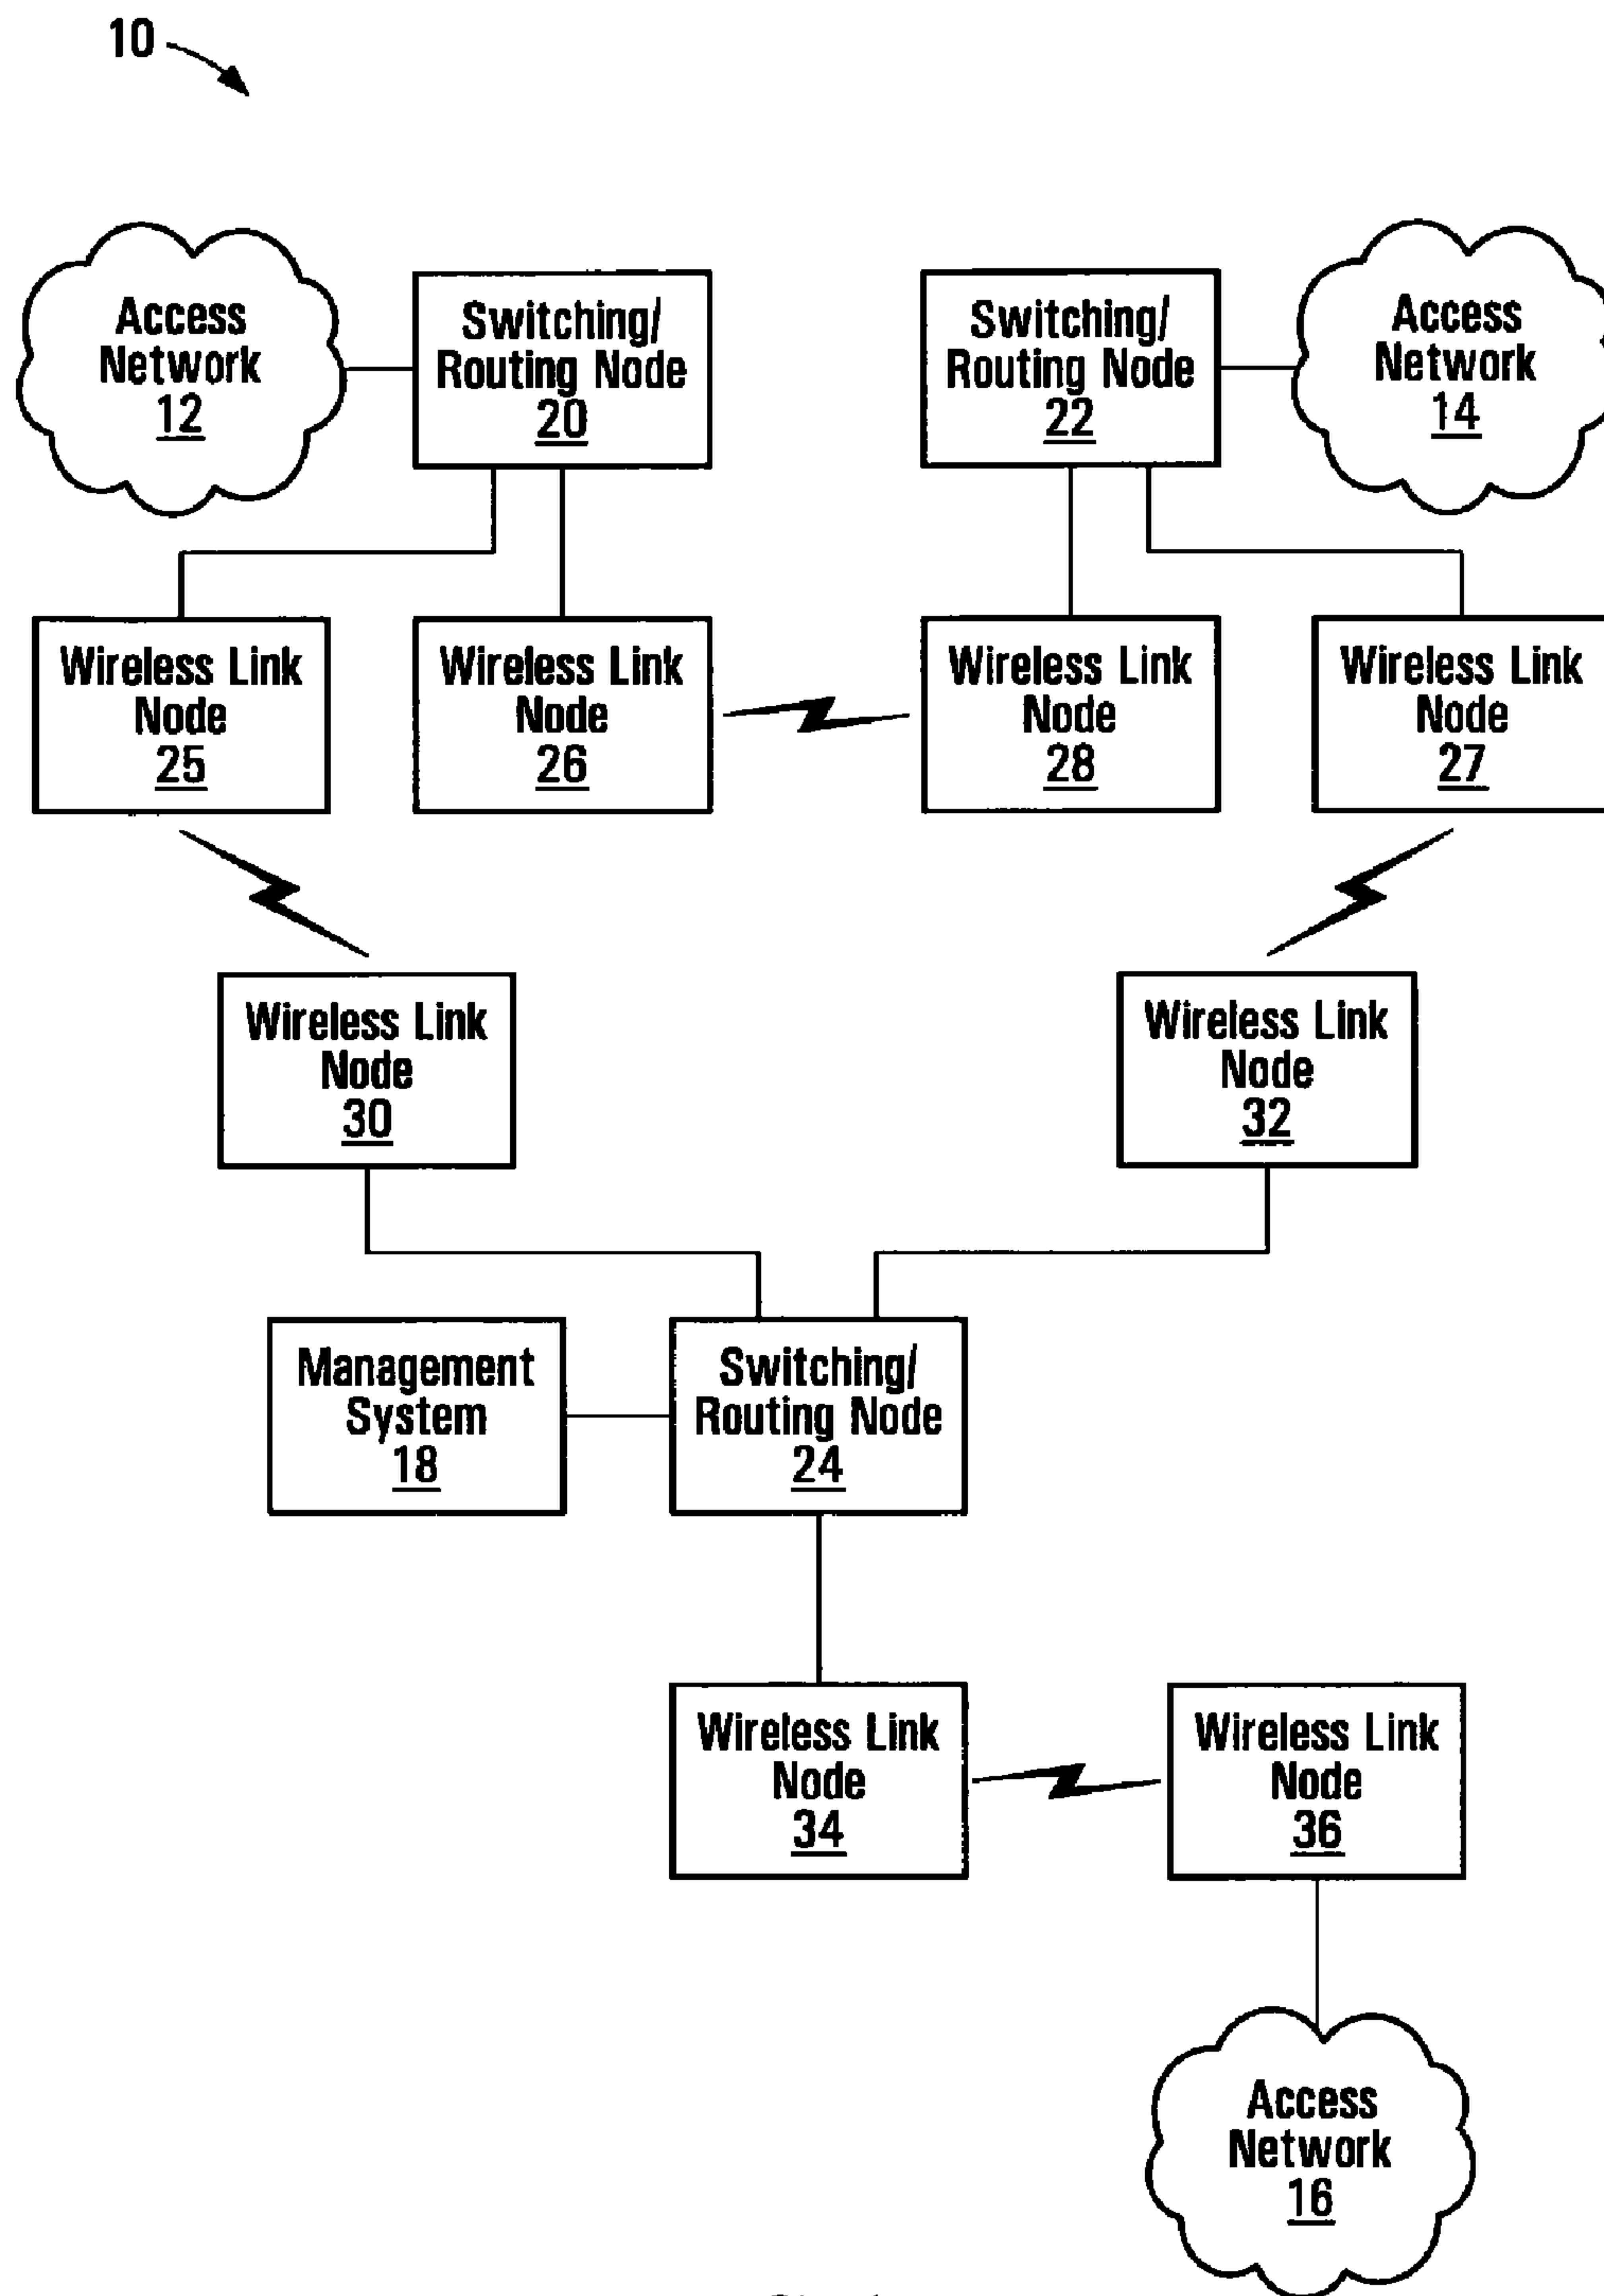 10
Access
Network
12
Switching/
Routing Node
20
Switching/
Routing Node
22
Access
Network
14
Wireless Link
Node
25
Wireless Link
Node
26
Wireless Link
Node
28
Wireless Link
Node
27
Wireless Link
Node
30
Wireless Link
Node
32
Management
System
18
Switching/
Routing Node
24
Wireless Link
Node
34
Wireless Link
Node
36
Access
Network
16